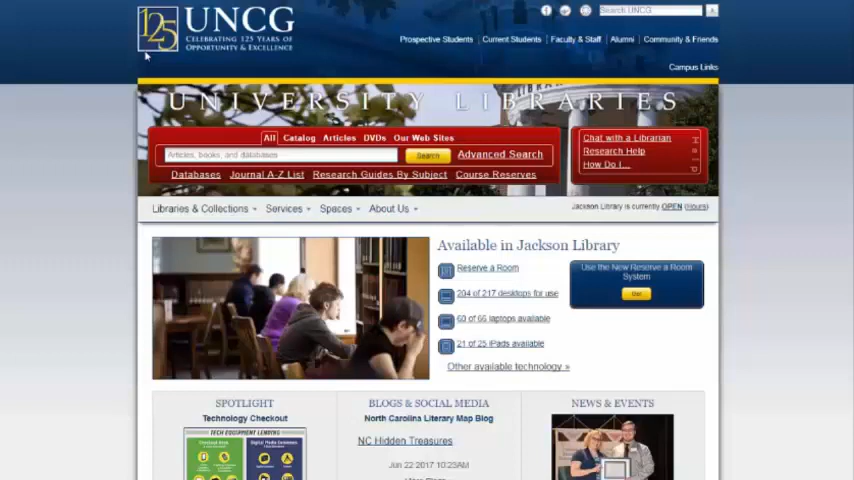 125 UNCG
CELEBRATING 125 YEARS OF
OPPORTUNITY & EXCELLENCE
Search UNCG
Prospective Students Current Students Faculty & Staff Alumni Community & Friends
Campus Links
UNIVERSITY LIBRARIES
All Catalog Articles DVDs Our Web Sites
Articles, books, and databases Search Advanced Search
Databases Journal A-Z List Research Guides By Subject Course Reserves
Chat with a Librarian
Research Help
How Do I...
Help
Libraries & Collections Services Spaces About Us
Jackson Library is currently OPEN (Hours)
Available in Jackson Library
Reserve a Room
204 of 217 desktops for use
60 of 66 laptops available
21 of 25 iPads available
Other available technology »
Use the New Reserve a Room
System
Go!
SPOTLIGHT
Technology Checkout
TECH EQUIPMENT LENDING
BLOGS & SOCIAL MEDIA
North Carolina Literary Map Blog
NC Hidden Treasures
Jun 22 2017 10:23AM
NEWS & EVENTS